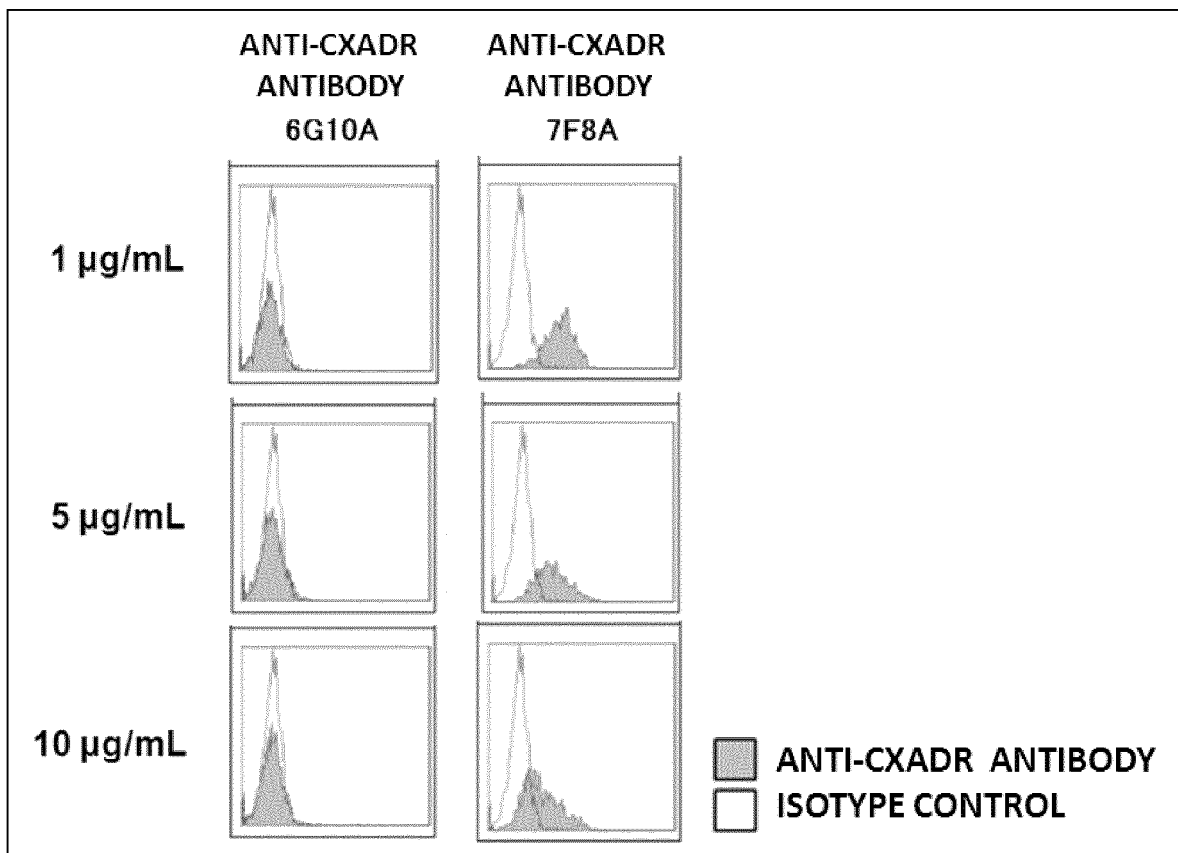 ANTI-CXADR
ANTIBODY
6G10A
ANTI-CXADR
ANTIBODY
7F8A
1 µg/mL
5 µg/mL
10 µg/mL
ANTI-CXADR ANTIBODY
ISOTYPE CONTROL